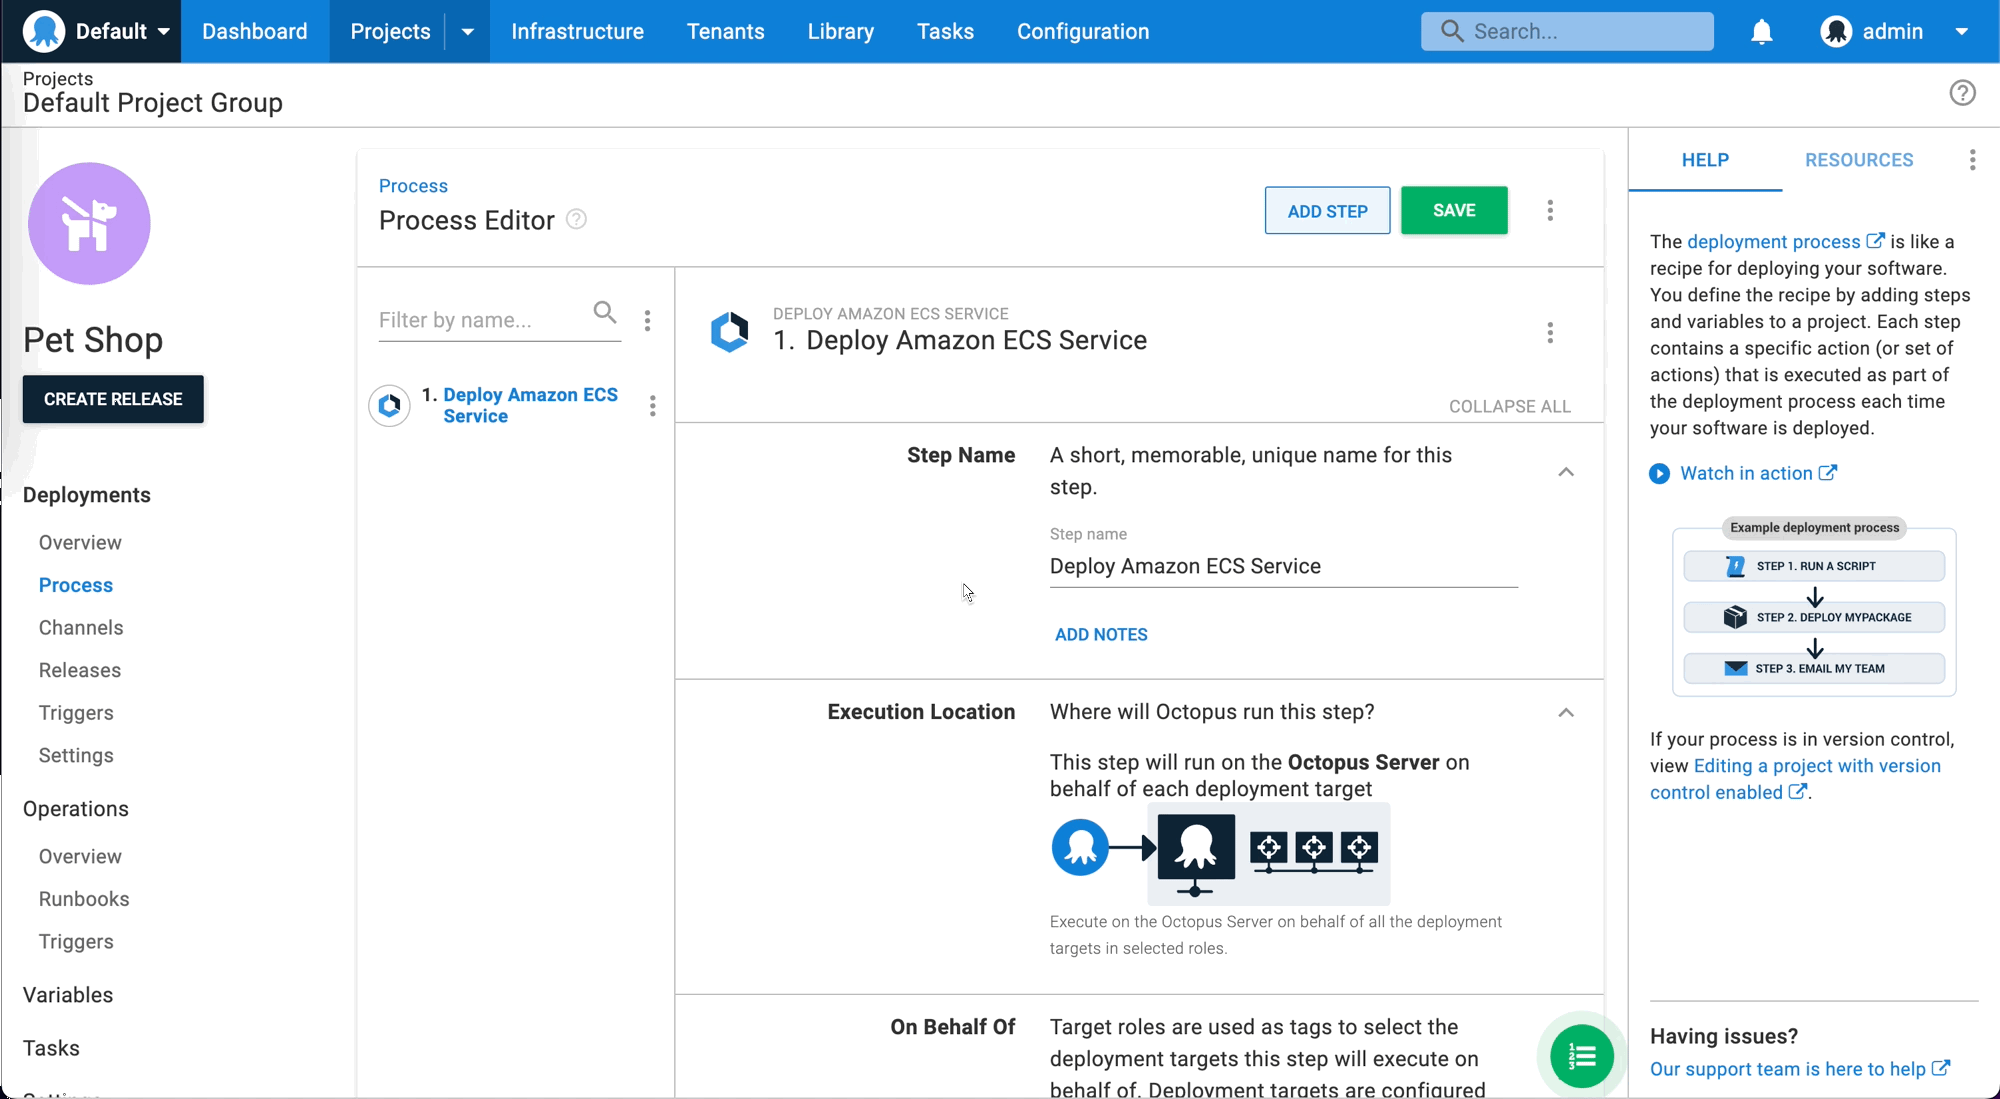 Default
Dashboard
Projects
Infrastructure
Tenants
Library
Tasks
Configuration
Search...
admin
Projects
Default Project Group
Pet Shop
CREATE RELEASE
Deployments
Overview
Process
Channels
Releases
Triggers
Settings
Operations
Overview
Runbooks
Triggers
Variables
Tasks
Process
Process Editor
ADD STEP
SAVE
Filter by name...
1. Deploy Amazon ECS
Service
DEPLOY AMAZON ECS SERVICE
1. Deploy Amazon ECS Service
COLLAPSE ALL
Step Name
A short, memorable, unique name for this
step.
Step name
Deploy Amazon ECS Service
ADD NOTES
Execution Location
Where will Octopus run this step?
This step will run on the Octopus Server on
behalf of each deployment target
Execute on the Octopus Server on behalf of all the deployment
targets in selected roles.
On Behalf Of
Target roles are used as tags to select the
deployment targets this step will execute on
behalf of. Deployment targets are configured
1
2
3
HELP
RESOURCES
The deployment process is like a
recipe for deploying your software.
You define the recipe by adding steps
and variables to a project. Each step
contains a specific action (or set of
actions) that is executed as part of
the deployment process each time
your software is deployed.
Watch in action
Example deployment process
STEP 1. RUN A SCRIPT
STEP 2. DEPLOY MYPACKAGE
STEP 3. EMAIL MY TEAM
If your process is in version control,
view Editing a project with version
control enabled.
Having issues?
Our support team is here to help